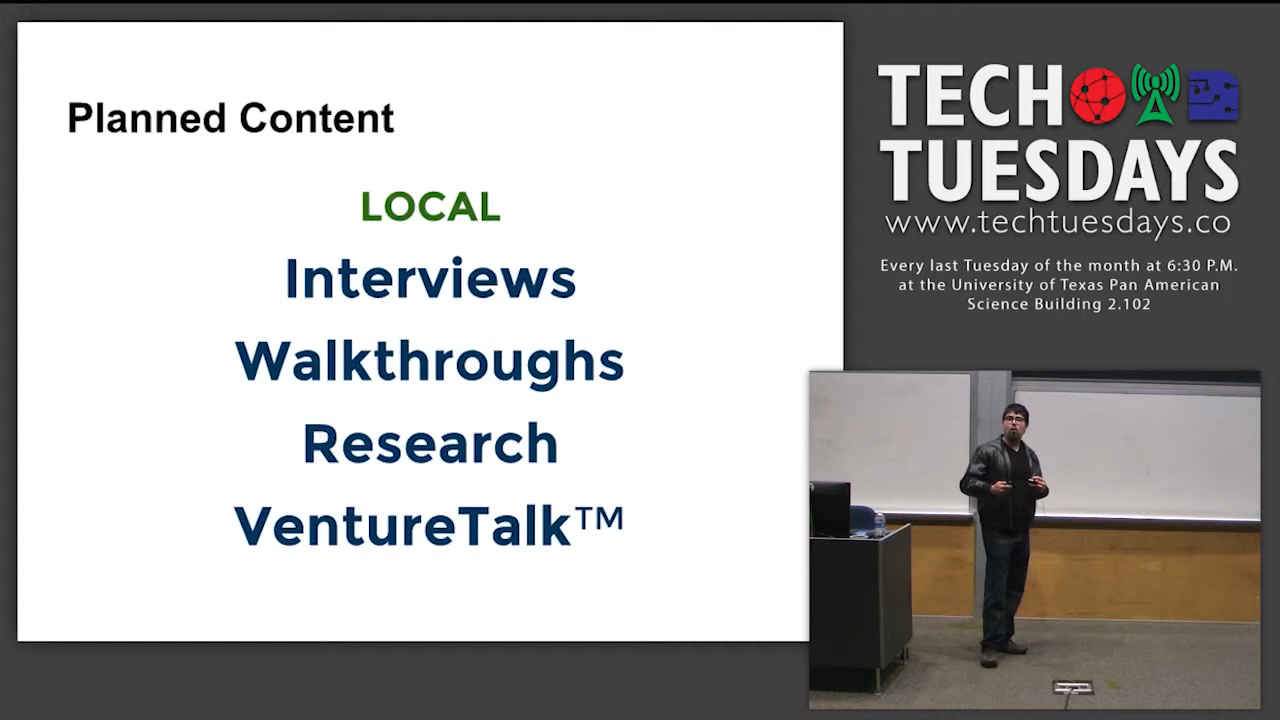 Planned Content
LOCAL
Interviews
Walkthroughs
Research
VentureTalk™
TECH
TUESDAYS
www.techtuesdays.co
Every last Tuesday of the month at 6:30 P.M.
at the University of Texas Pan American
Science Building 2.102